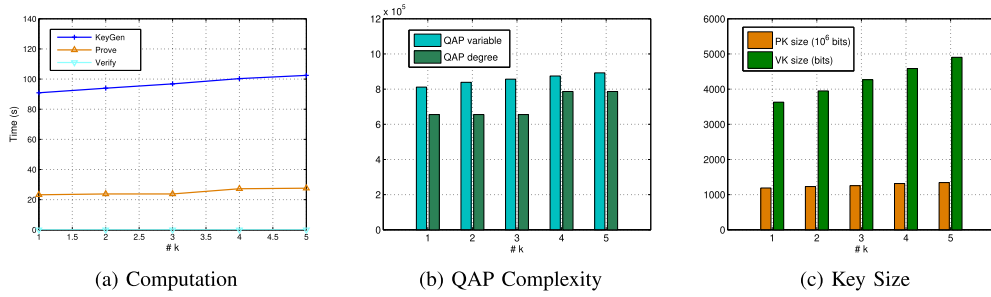 140
120
100
80
60
40
20
0
Time (s)
KeyGen
Prove
Verify
1 1.5 2 2.5 3 3.5 4 4.5 5
# k
(a) Computation
× 10^5
12
10
8
6
4
2
0
QAP variable
QAP degree
1 2 3 4 5
# k
(b) QAP Complexity
6000
5000
4000
3000
2000
1000
0
PK size (10^6 bits)
VK size (bits)
1 2 3 4 5
# k
(c) Key Size